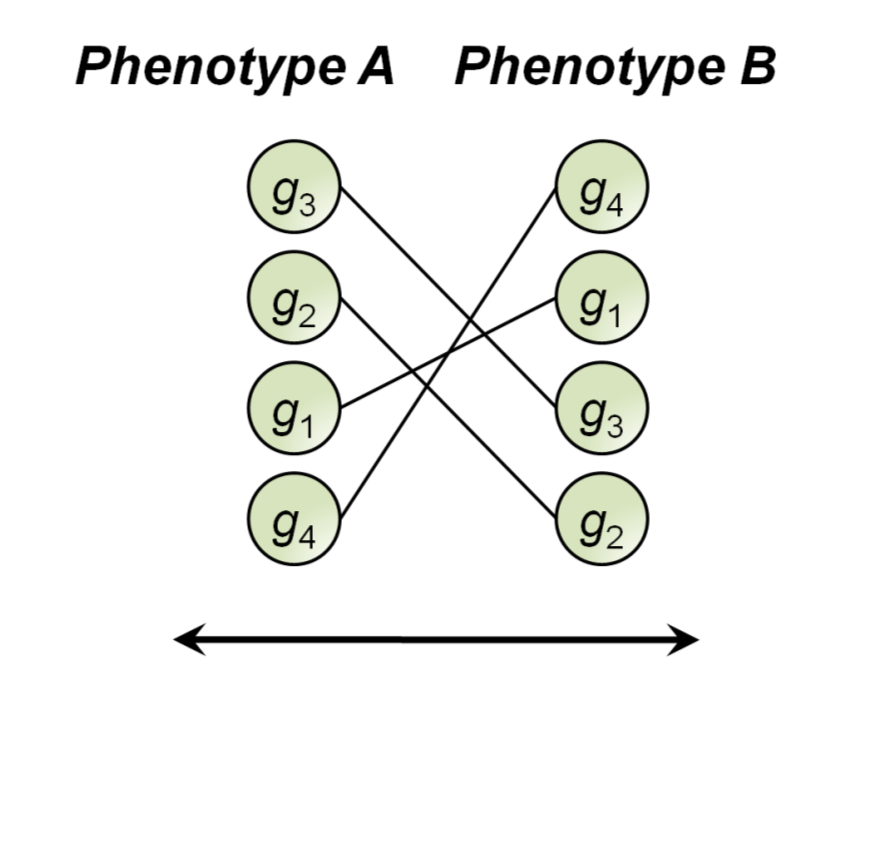 Phenotype A Phenotype B
g3 g4
g2 g1
g1 g3
g4 g2